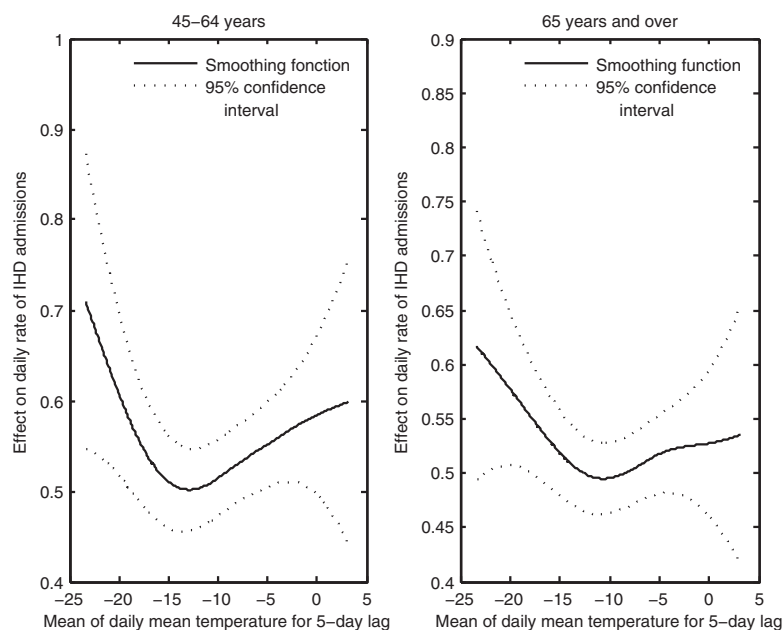 45–64 years
1
Smoothing fonction
95% confidence
interval
0.9
0.8
0.7
0.6
0.5
0.4
Effect on daily rate of IHD admissions
−25 −20 −15 −10 −5 0 5
Mean of daily mean temperature for 5-day lag
65 years and over
0.9
Smoothing function
95% confidence
interval
0.85
0.8
0.75
0.7
0.65
0.6
0.55
0.5
0.45
0.4
Effect on daily rate of IHD admissions
−25 −20 −15 −10 −5 0 5
Mean of daily mean temperature for 5-day lag